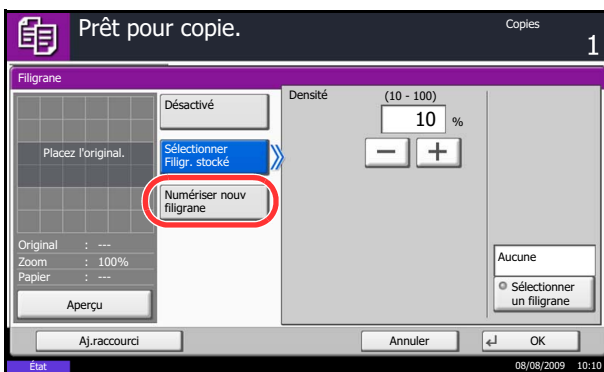 Prêt pour copie.
Copies
1
Filigrane
Placez l'original.
Original : ---
Zoom : 100%
Papier : ---
Aperçu
Désactivé
Sélectionner
Filigr. stocké
Numériser nouv
filigrane
Densité
(10 - 100)
10 %
Aucune
Sélectionner
un filigrane
Aj.raccourci
Annuler
OK
État
08/08/2009 10:10